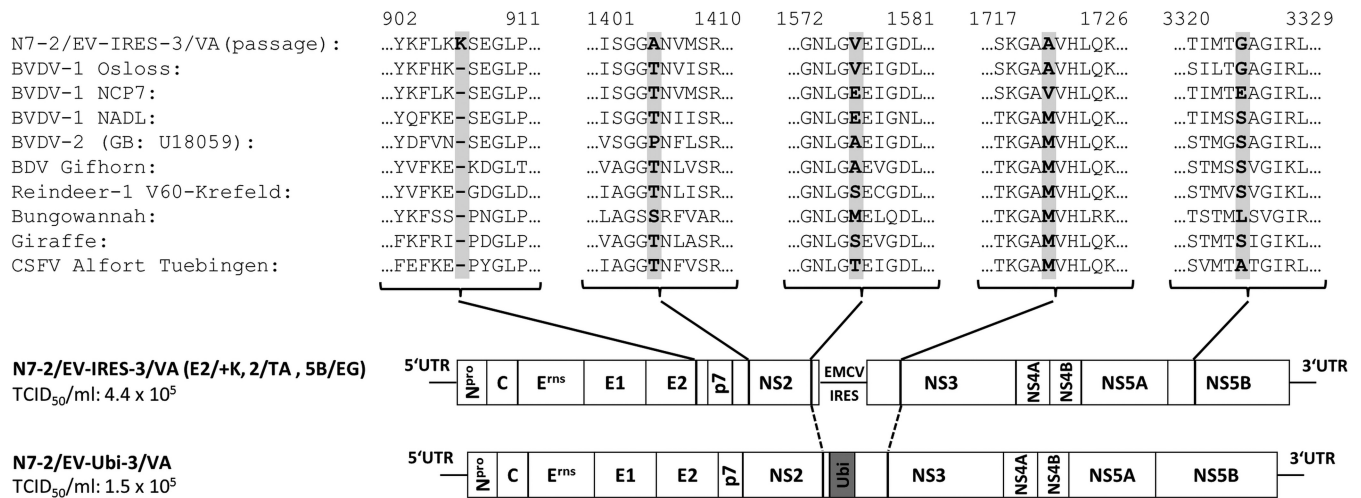 902 911 1401 1410 1572 1581 1717 1726 3320 3329
N7-2/EV-IRES-3/VA(passage): …YKFLKKSEGLP… …ISGGANVMSR… …GNLGVEIGDL… …SKGAAVHLQK… …TIMTGAGIRL…
BVDV-1 Osloss: …YKFHK-SEGLP… …ISGGTNVISR… …GNLGVEIGDL… …SKGAAVHLQK… …SILTGAGIRL…
BVDV-1 NCP7: …YKFLK-SEGLP… …ISGGTNVMSR… …GNLGEEIGDL… …SKGAVVHLQK… …TIMTEAGIRL…
BVDV-1 NADL: …YQFKE-SEGLP… …ISGGTNIISR… …GNLGEEIGDL… …TKGAMVHLQK… …TIMSSAGIRL…
BVDV-2 (GB: U18059): …YDFVN-SEGLP… …VSGGPNFLSR… …GNLGAEIGDL… …TKGAMVHLQK… …STMGSAGIRL…
BDV Gifhorn: …YVFKE-KDGLT… …VAGGTNLVSR… …GNLGAEVGDL… …TKGAMVHLQK… …STMSSVGIKL…
Reindeer-1 V60-Krefeld: …YVFKE-GDGLD… …IAGGTNLISR… …GNLGSECGDL… …TKGAMVHLQK… …STMVSVGIKL…
Bungowannah: …YKFSS-PNGLP… …LAGSSRFVAR… …GNLGMELQDL… …TKGAMVHLRK… …TSTMLSVGIR…
Giraffe: …FKFRI-PDGLP… …VAGGTNLASR… …GNLGSEVGDL… …TKGAMVHLQK… …STMTSIGIKL…
CSFV Alfort Tuebingen: …FEFKE-PYGLP… …IAGGTNFVSR… …GNLGTEIGDL… …TKGAMVHLQK… …SVMTATGIRL…
N7-2/EV-IRES-3/VA (E2/+K, 2/TA , 5B/EG)
TCID50/ml: 4.4 x 10⁵
5‘UTR Npro C Erns E1 E2 p7 NS2 EMCV IRES NS3 NS4A NS4B NS5A NS5B 3‘UTR
N7-2/EV-Ubi-3/VA
TCID50/ml: 1.5 x 10⁵
5‘UTR Npro C Erns E1 E2 p7 NS2 Ubi NS3 NS4A NS4B NS5A NS5B 3‘UTR